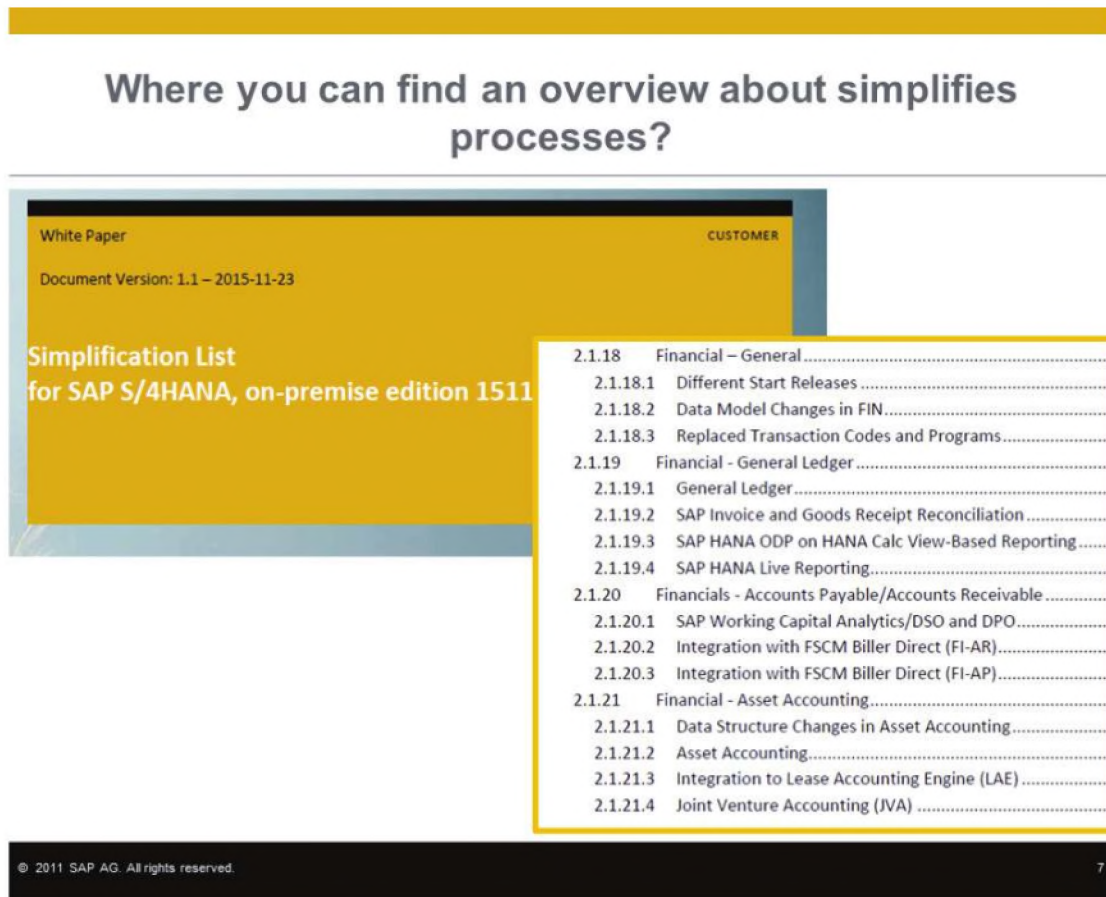 Where you can find an overview about simplifies
processes?
White Paper
CUSTOMER
Document Version: 1.1 – 2015-11-23
Simplification List
for SAP S/4HANA, on-premise edition 1511
2.1.18 Financial – General
2.1.18.1 Different Start Releases
2.1.18.2 Data Model Changes in FIN
2.1.18.3 Replaced Transaction Codes and Programs
2.1.19 Financial - General Ledger
2.1.19.1 General Ledger
2.1.19.2 SAP Invoice and Goods Receipt Reconciliation
2.1.19.3 SAP HANA ODP on HANA Calc View-Based Reporting
2.1.19.4 SAP HANA Live Reporting
2.1.20 Financials - Accounts Payable/Accounts Receivable
2.1.20.1 SAP Working Capital Analytics/DSO and DPO
2.1.20.2 Integration with FSCM Biller Direct (FI-AR)
2.1.20.3 Integration with FSCM Biller Direct (FI-AP)
2.1.21 Financial - Asset Accounting
2.1.21.1 Data Structure Changes in Asset Accounting
2.1.21.2 Asset Accounting
2.1.21.3 Integration to Lease Accounting Engine (LAE)
2.1.21.4 Joint Venture Accounting (JVA)
© 2011 SAP AG. All rights reserved.
7